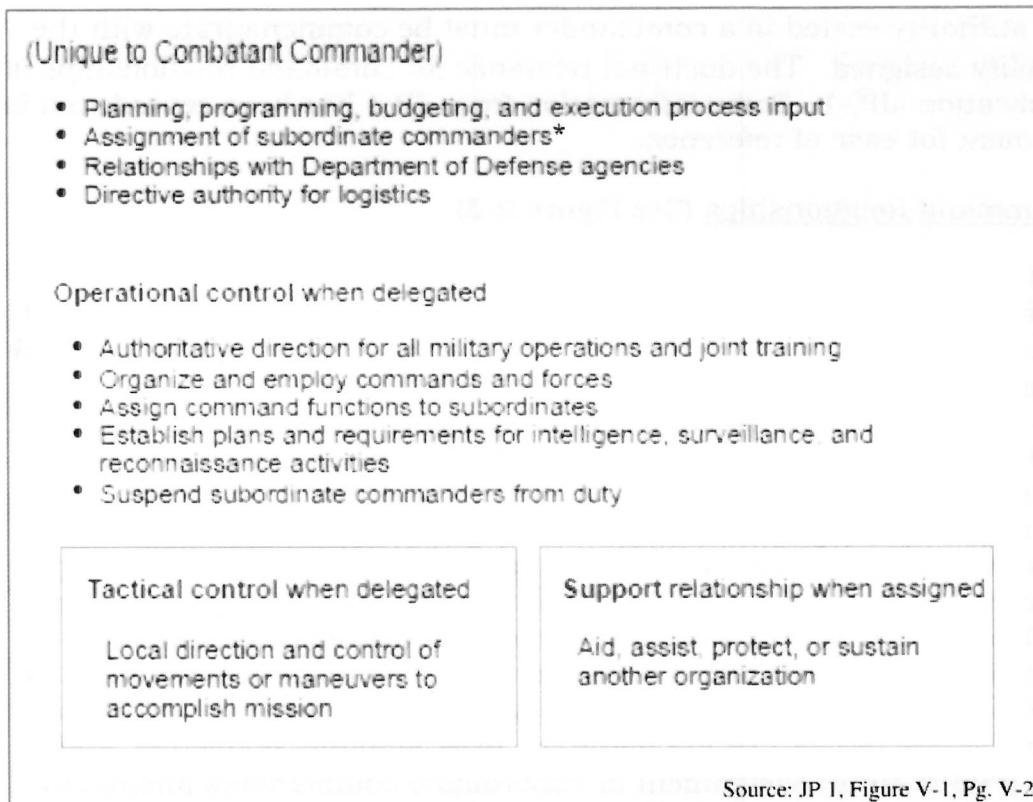 (Unique to Combatant Commander)
• Planning, programming, budgeting, and execution process input
• Assignment of subordinate commanders*
• Relationships with Department of Defense agencies
• Directive authority for logistics
Operational control when delegated
• Authoritative direction for all military operations and joint training
• Organize and employ commands and forces
• Assign command functions to subordinates
• Establish plans and requirements for intelligence, surveillance, and
reconnaissance activities
• Suspend subordinate commanders from duty
Tactical control when delegated
Local direction and control of
movements or maneuvers to
accomplish mission
Support relationship when assigned
Aid, assist, protect, or sustain
another organization
Source: JP 1, Figure V-1, Pg. V-2